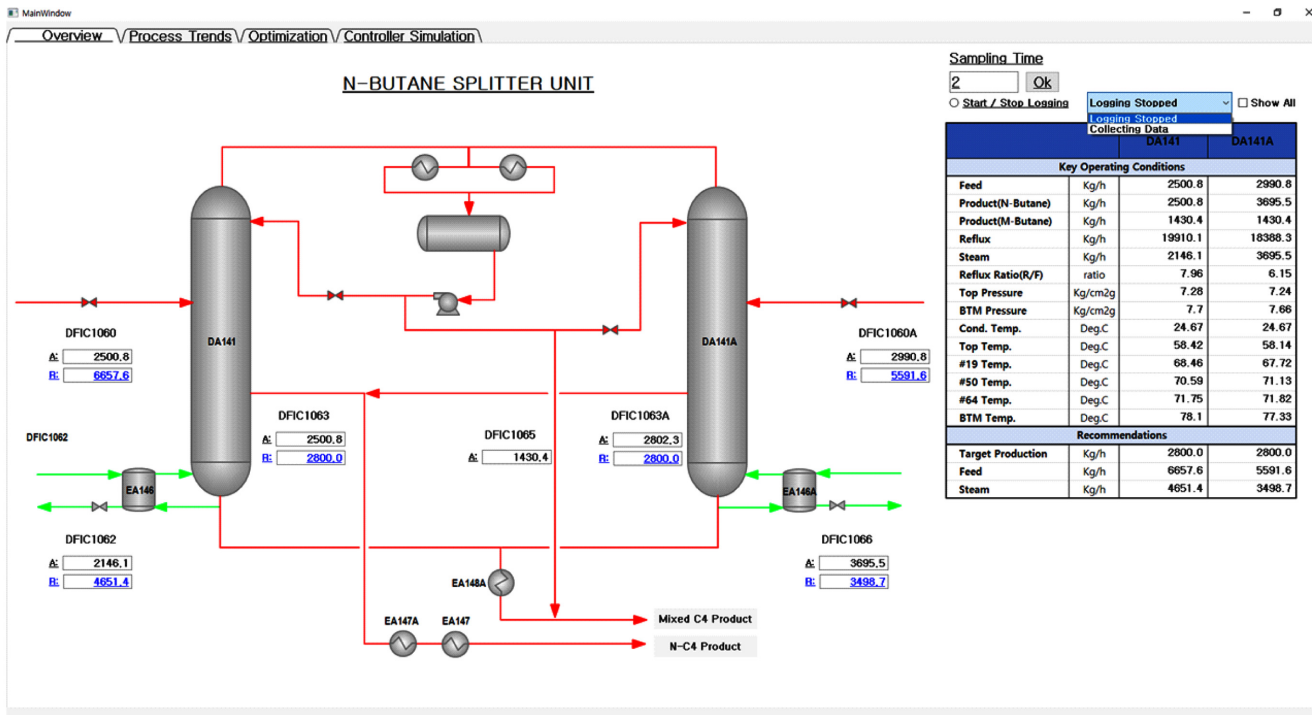 MainWindow
Overview Process Trends Optimization Controller Simulation
N-BUTANE SPLITTER UNIT
Sampling Time
2 Ok
Start / Stop Logging Logging Stopped Show All
Logging Stopped
Collecting Data
DA141 DA141A
Key Operating Conditions
Feed Kg/h 2500.8 2990.8
Product(N-Butane) Kg/h 2500.8 3695.5
Product(M-Butane) Kg/h 1430.4 1430.4
Reflux Kg/h 19910.1 18388.3
Steam Kg/h 2146.1 3695.5
Reflux Ratio(R/F) ratio 7.96 6.15
Top Pressure Kg/cm2g 7.28 7.24
BTM Pressure Kg/cm2g 7.7 7.66
Cond. Temp. Deg.C 24.67 24.67
Top Temp. Deg.C 58.42 58.14
#19 Temp. Deg.C 68.46 67.72
#50 Temp. Deg.C 70.59 71.13
#64 Temp. Deg.C 71.75 71.82
BTM Temp. Deg.C 78.1 77.33
Recommendations
Target Production Kg/h 2800.0 2800.0
Feed Kg/h 6657.6 5591.6
Steam Kg/h 4651.4 3498.7
DFIC1060
A: 2500.8
R: 6657.6
DA141
DA141A
DFIC1060A
A: 2990.8
R: 5591.6
DFIC1062
DFIC1063
A: 2500.8
R: 2800.0
DFIC1065
A: 1430.4
DFIC1063A
A: 2802.3
R: 2800.0
EA146
EA146A
DFIC1062
A: 2146.1
R: 4651.4
DFIC1066
A: 3695.5
R: 3498.7
EA148A
EA147A EA147
Mixed C4 Product
N-C4 Product